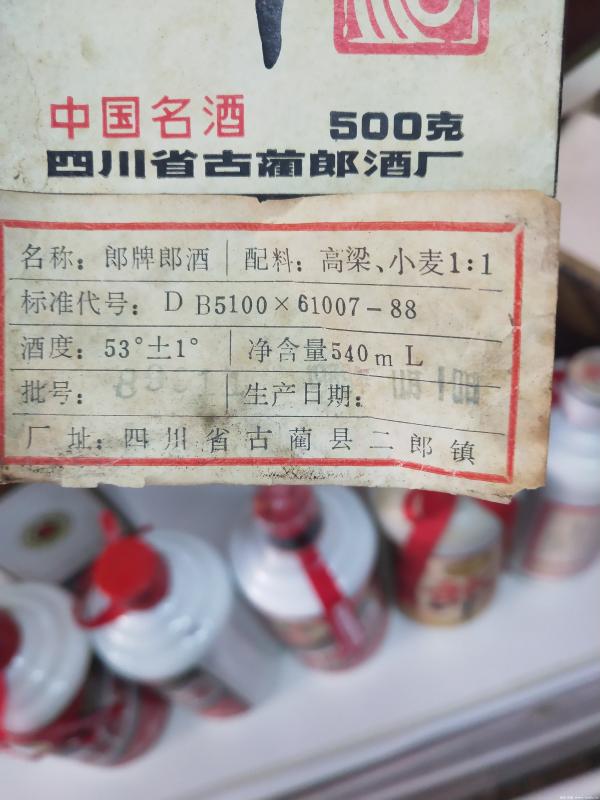 中国名酒 500克
四川省古蔺郎酒厂
名称：郎牌郎酒 配料：高梁、小麦1:1
标准代号：D B5100×61007-88
酒度：53°土1° 净含量540mL
批号： 生产日期：
厂址：四川省古蔺县二郎镇